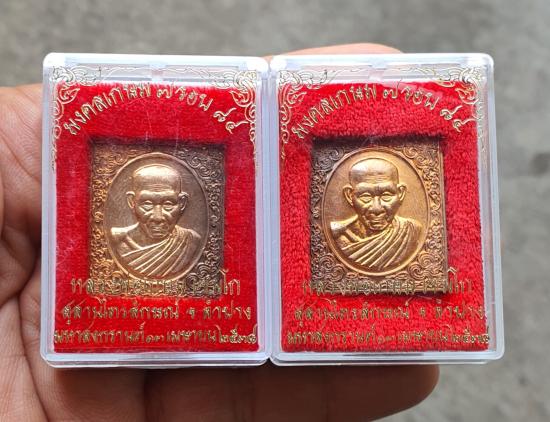 มงคลเกษม ๗ รอบ ๘๔
หลวงพ่อเกษม เขมโก
สุสานไตรลักษณ์ จ. ลำปาง
มหาสงกรานต์ ๑๓ เมษายน ๒๕๓๘
มงคลเกษม ๗ รอบ ๘๔
หลวงพ่อเกษม เขมโก
สุสานไตรลักษณ์ จ. ลำปาง
มหาสงกรานต์ ๑๓ เมษายน ๒๕๓๘